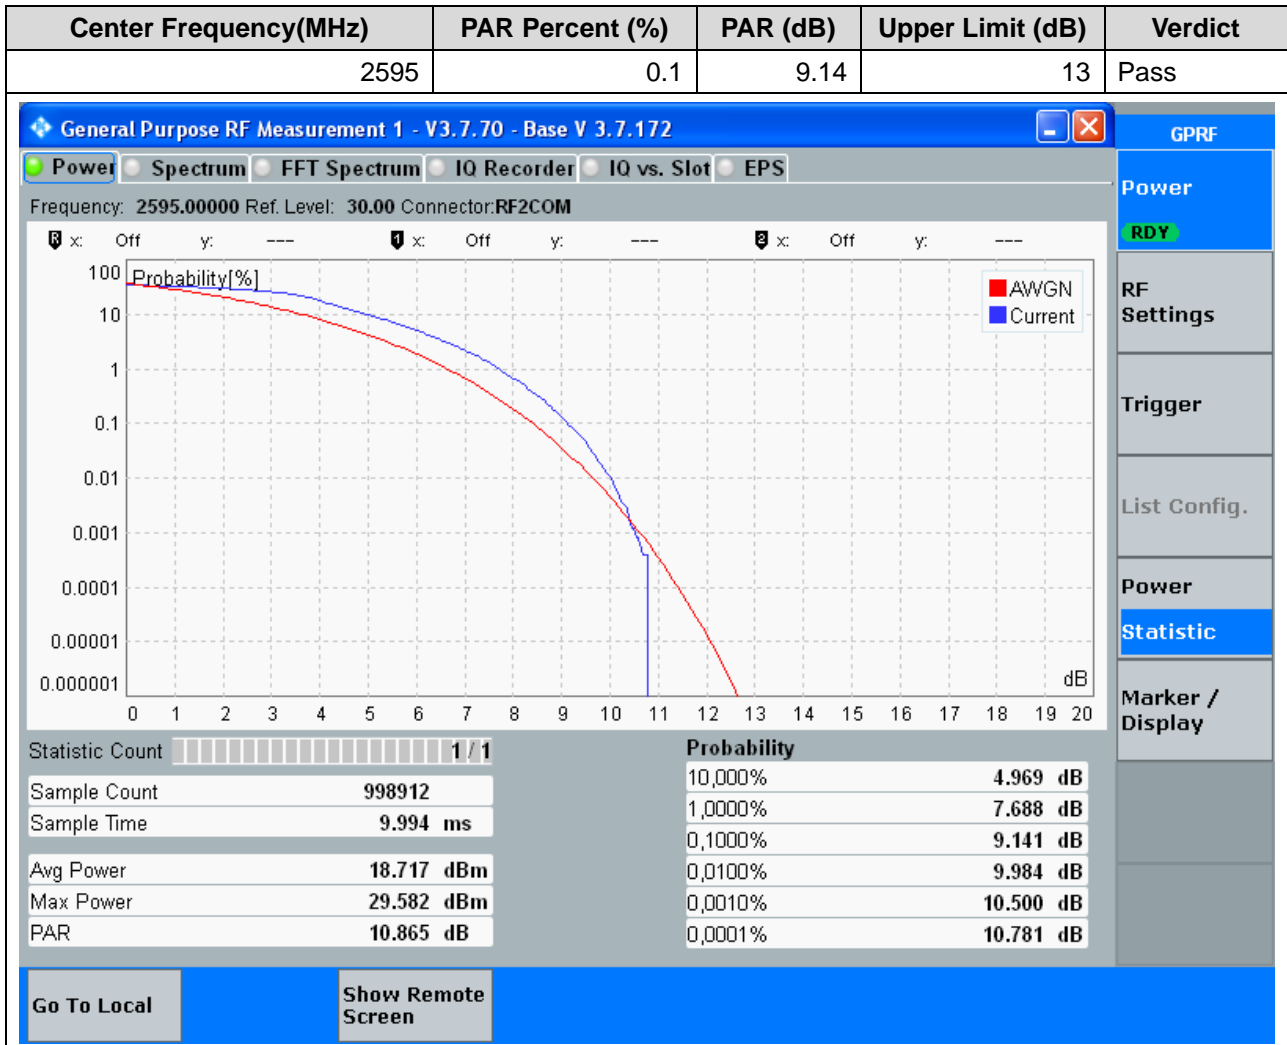 Center Frequency(MHz) PAR Percent (%) PAR (dB) Upper Limit (dB) Verdict
2595 0.1 9.14 13 Pass
General Purpose RF Measurement 1 - V3.7.70 - Base V 3.7.172
GPRF
Power Spectrum FFT Spectrum IQ Recorder IQ vs. Slot EPS
Power
RDY
Frequency: 2595.00000 Ref. Level: 30.00 Connector:RF2COM
R x: Off y: --- 1 x: Off y: --- 2 x: Off y: ---
Probability[%]
AWGN
Current
100
10
1
0.1
0.01
0.001
0.0001
0.00001
0.000001
dB
0 1 2 3 4 5 6 7 8 9 10 11 12 13 14 15 16 17 18 19 20
RF
Settings
Trigger
List Config.
Power
Statistic
Marker /
Display
Statistic Count 1 / 1
Sample Count 998912
Sample Time 9.994 ms
Avg Power 18.717 dBm
Max Power 29.582 dBm
PAR 10.865 dB
Probability
10,000% 4.969 dB
1,0000% 7.688 dB
0,1000% 9.141 dB
0,0100% 9.984 dB
0,0010% 10.500 dB
0,0001% 10.781 dB
Go To Local
Show Remote
Screen